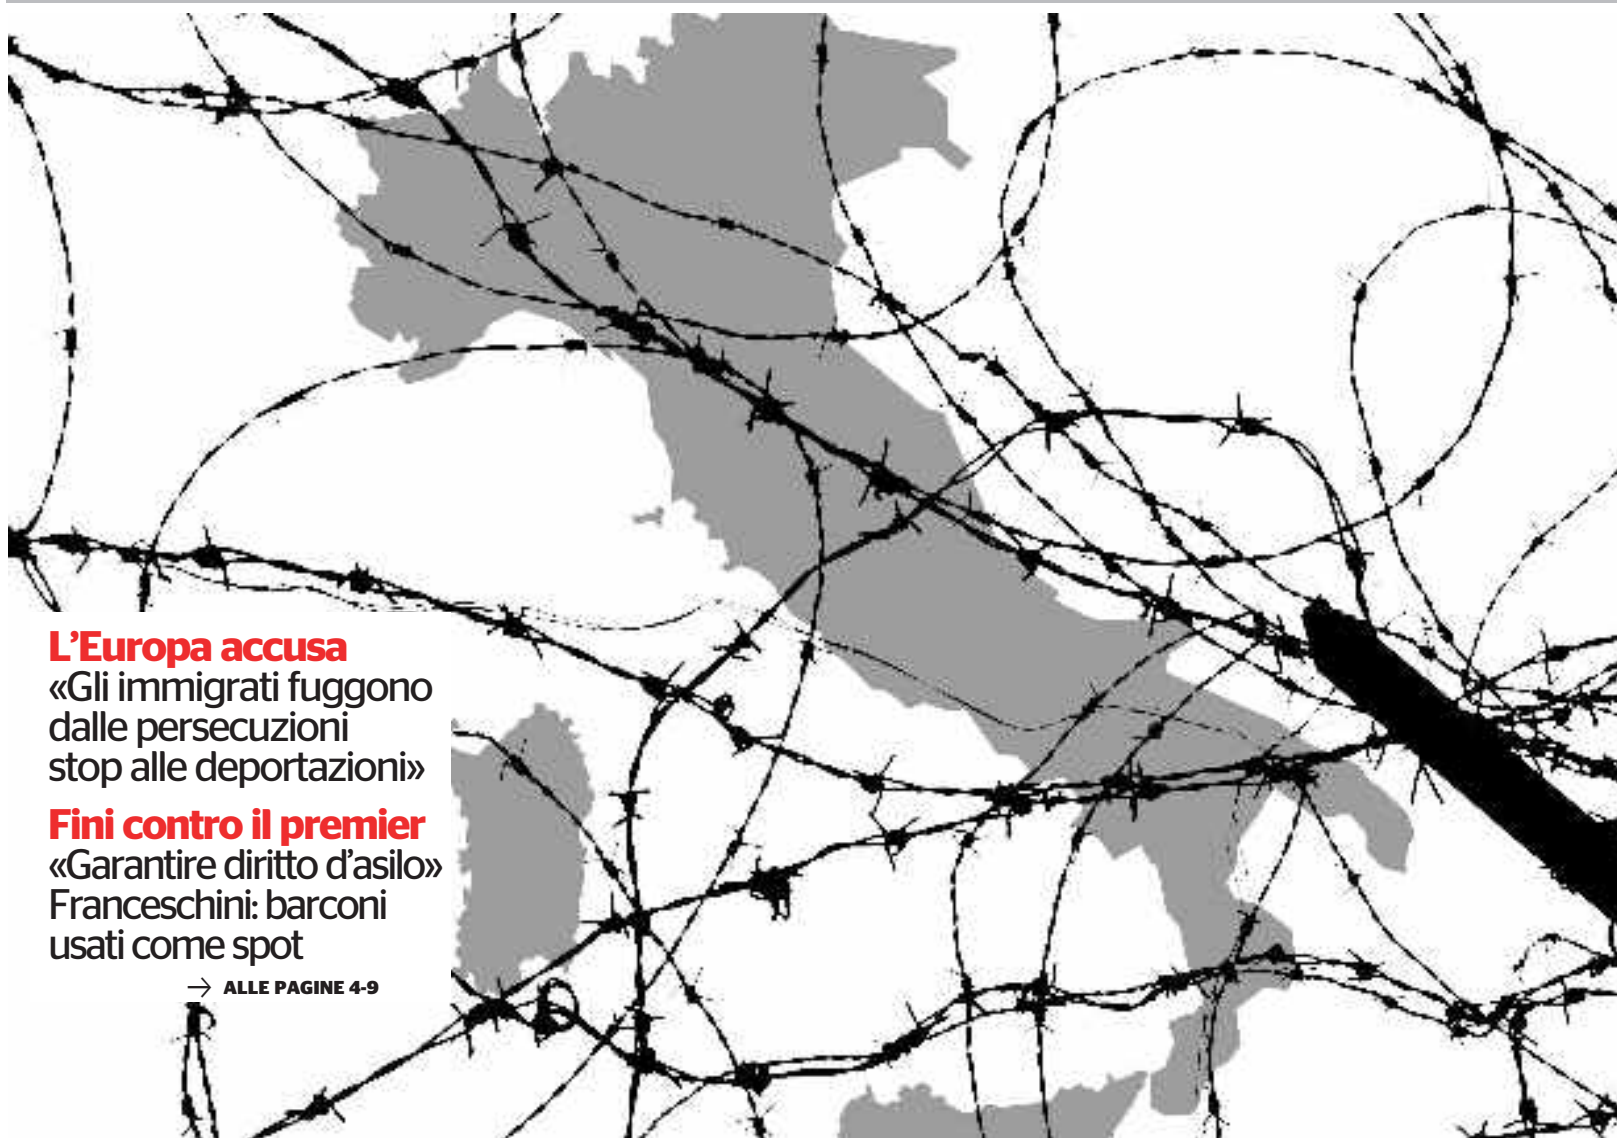 L’Europa accusa
«Gli immigrati fuggono
dalle persecuzioni
stop alle deportazioni»
Fini contro il premier
«Garantire diritto d’asilo»
Franceschini: barconi
usati come spot
→ ALLE PAGINE 4-9